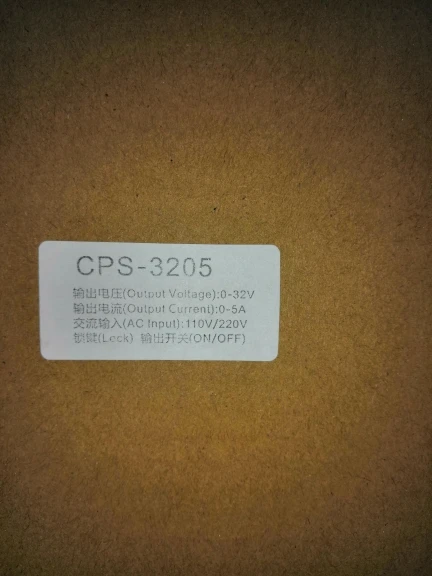 CPS-3205
输出电压(Output Voltage):0-32V
输出电流(Output Current):0-5A
交流输入(AC Input):110V/220V
锁键(Lock) 输出开关(ON/OFF)